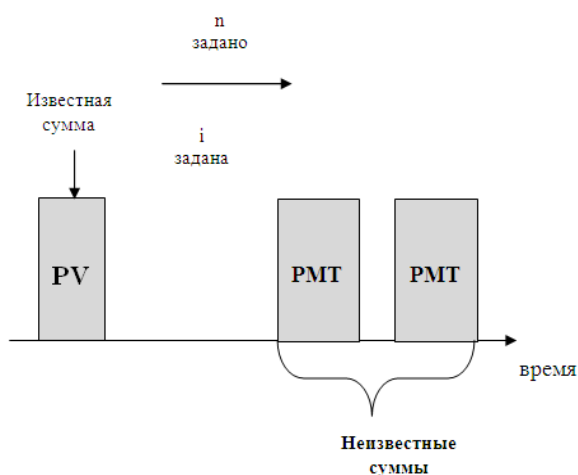 n
задано
Известная
сумма
i
задана
PV
PMT
PMT
время
Неизвестные
суммы